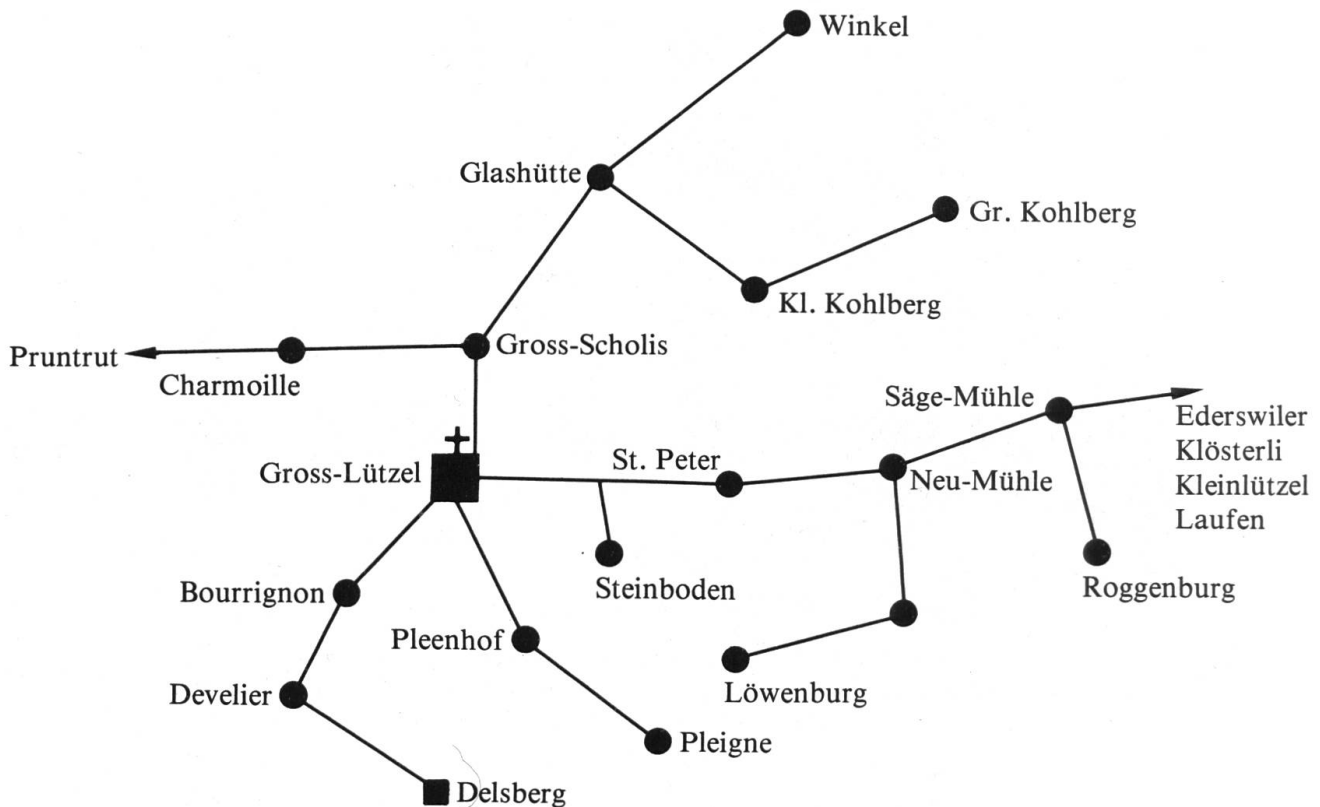 Winkel
Glashütte
Gr. Kohlberg
Kl. Kohlberg
Gross-Scholis
Pruntrut
Charmoille
Säge-Mühle
Ederswiler
Klösterli
Kleinlützel
Laufen
St. Peter
Gross-Lützel
Neu-Mühle
Steinboden
Roggenburg
Bourrignon
Pleenhof
Löwenburg
Develier
Pleigne
Delsberg